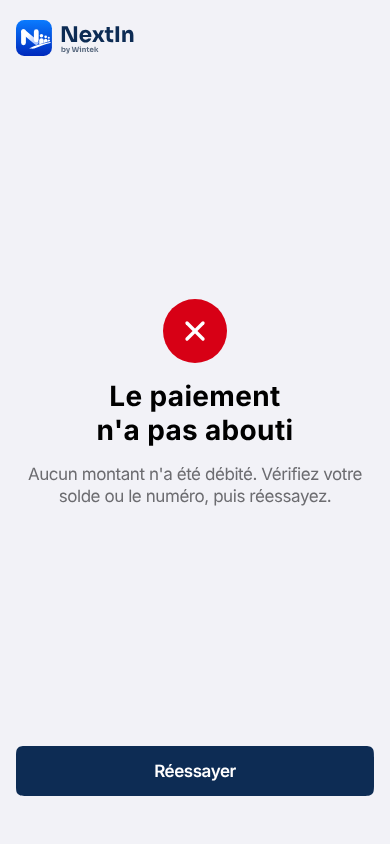 NextIn
by Wintek
Le paiement
n'a pas abouti
Aucun montant n'a été débité. Vérifiez votre
solde ou le numéro, puis réessayez.
Réessayer